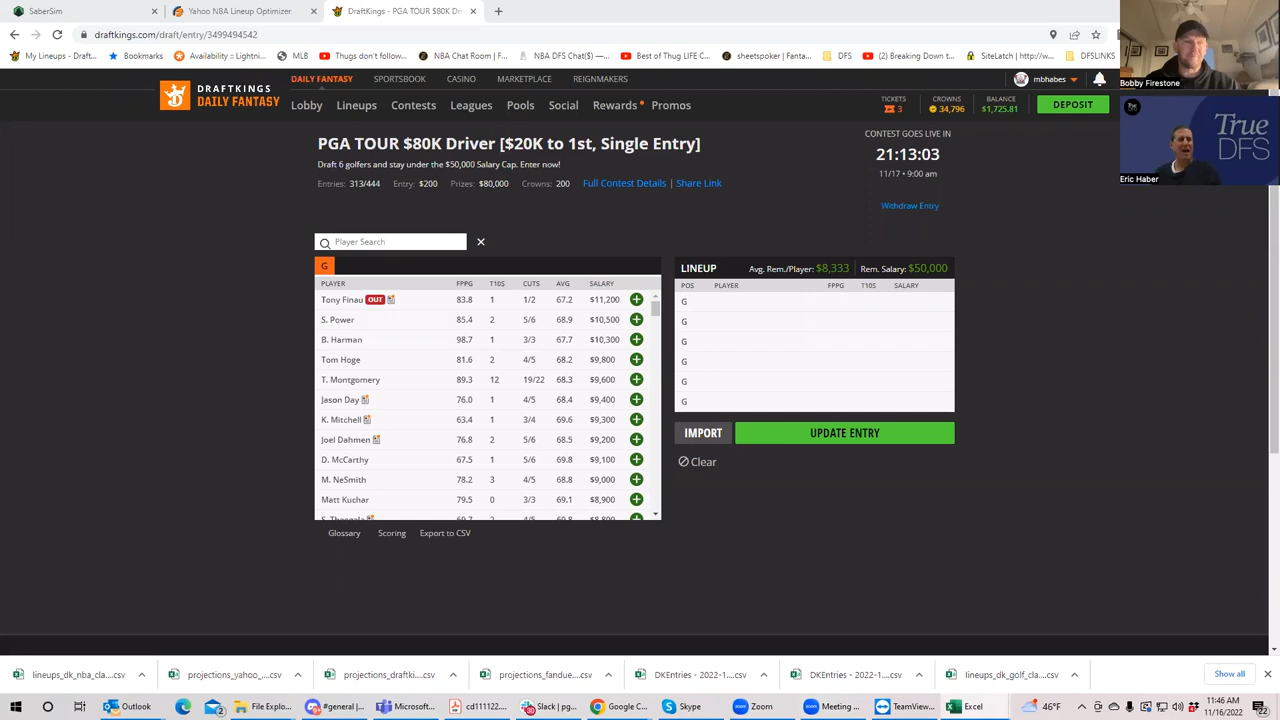 SaberSim × Yahoo NBA Lineup Optimizer × DraftKings - PGA TOUR $80K Dr × +
draftkings.com/draft/entry/3499494542
My Lineups - Draf... Bookmarks Availability :: Lightni... MLB Thugs don't follow... NBA Chat Room ( F... NBA DFS Chat($) —... Best of Thug LIFE C... sheetspoker | Fanta... DFS (2) Breaking Down t... SiteLatch | http://w... DFSLINKS
Bobby Firestone
DRAFTKINGS
DAILY FANTASY
DAILY FANTASY SPORTSBOOK CASINO MARKETPLACE REIGNMAKERS
mbhabes
Lobby Lineups Contests Leagues Pools Social Rewards Promos
TICKETS CROWNS BALANCE
3 34,796 $1,725.81
DEPOSIT
True
DFS
Eric Haber
PGA TOUR $80K Driver [$20K to 1st, Single Entry]
Draft 6 golfers and stay under the $50,000 Salary Cap. Enter now!
Entries: 313/444 Entry: $200 Prizes: $80,000 Crowns: 200 Full Contest Details | Share Link
CONTEST GOES LIVE IN
21:13:03
11/17 • 9:00 am
Withdraw Entry
Player Search ×
G
PLAYER FPPG T10S CUTS AVG SALARY
Tony Finau OUT 83.8 1 1/2 67.2 $11,200
S. Power 85.4 2 5/6 68.9 $10,500
B. Harman 98.7 1 3/3 67.7 $10,300
Tom Hoge 81.6 2 4/5 68.2 $9,800
T. Montgomery 89.3 12 19/22 68.3 $9,600
Jason Day 76.0 1 4/5 68.4 $9,400
K. Mitchell 63.4 1 3/4 69.6 $9,300
Joel Dahmen 76.8 2 5/6 68.5 $9,200
D. McCarthy 67.5 1 5/6 69.8 $9,100
M. NeSmith 78.2 3 4/5 68.8 $9,000
Matt Kuchar 79.5 0 3/3 69.1 $8,900
S. Theegala 69.7 2 4/5 69.8 $8,800
Glossary Scoring Export to CSV
LINEUP Avg. Rem./Player: $8,333 Rem. Salary: $50,000
POS PLAYER FPPG T10S SALARY
G
G
G
G
G
G
IMPORT UPDATE ENTRY
Clear
lineups_dk_nba_cla....csv projections_yahoo_....csv projections_draftki....csv projections_fandue....csv DKEntries - 2022-1....csv DKEntries - 2022-1....csv lineups_dk_golf_cla....csv Show all ×
Outlook File Explo... #general |... Microsoft... cd111122... Slack | pg... Google C... Skype Zoom Meeting ... TeamView... Excel 46°F
11:46 AM
11/16/2022